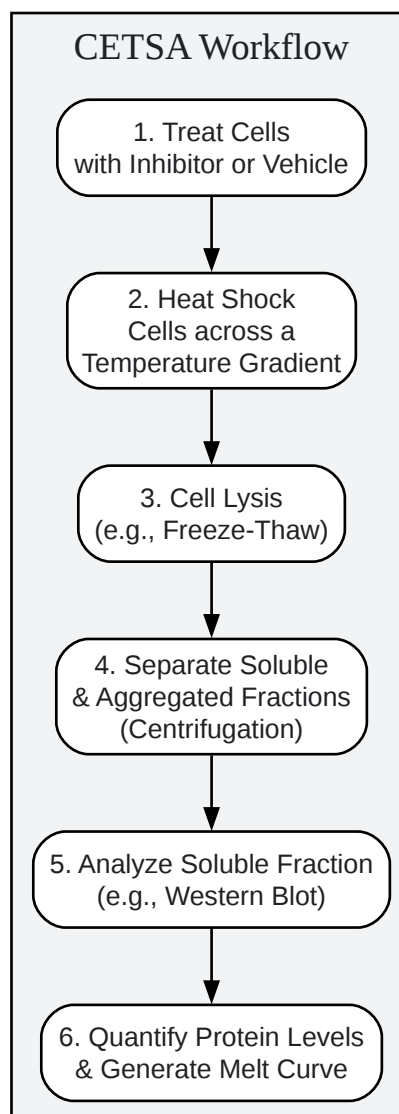 CETSA Workflow
1. Treat Cells
with Inhibitor or Vehicle
2. Heat Shock
Cells across a
Temperature Gradient
3. Cell Lysis
(e.g., Freeze-Thaw)
4. Separate Soluble
& Aggregated Fractions
(Centrifugation)
5. Analyze Soluble Fraction
(e.g., Western Blot)
6. Quantify Protein Levels
& Generate Melt Curve